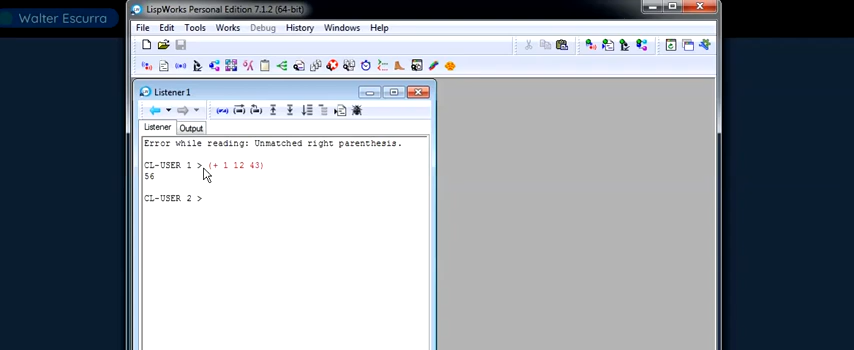 Walter Escurra
LispWorks Personal Edition 7.1.2 (64-bit)
File Edit Tools Works Debug History Windows Help
Listener 1
Listener Output
Error while reading: Unmatched right parenthesis.
CL-USER 1 > (+ 1 12 43)
56
CL-USER 2 >